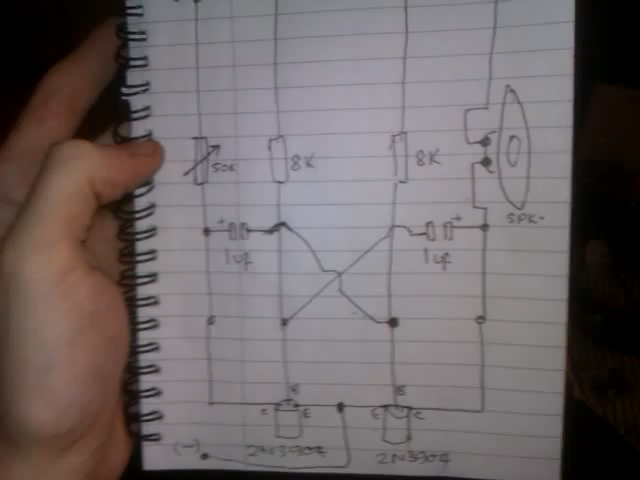 50K 8K 8K
SPK.
+ +
1uf 1uf
B B
C E E C
(-) 2N3904 2N3904